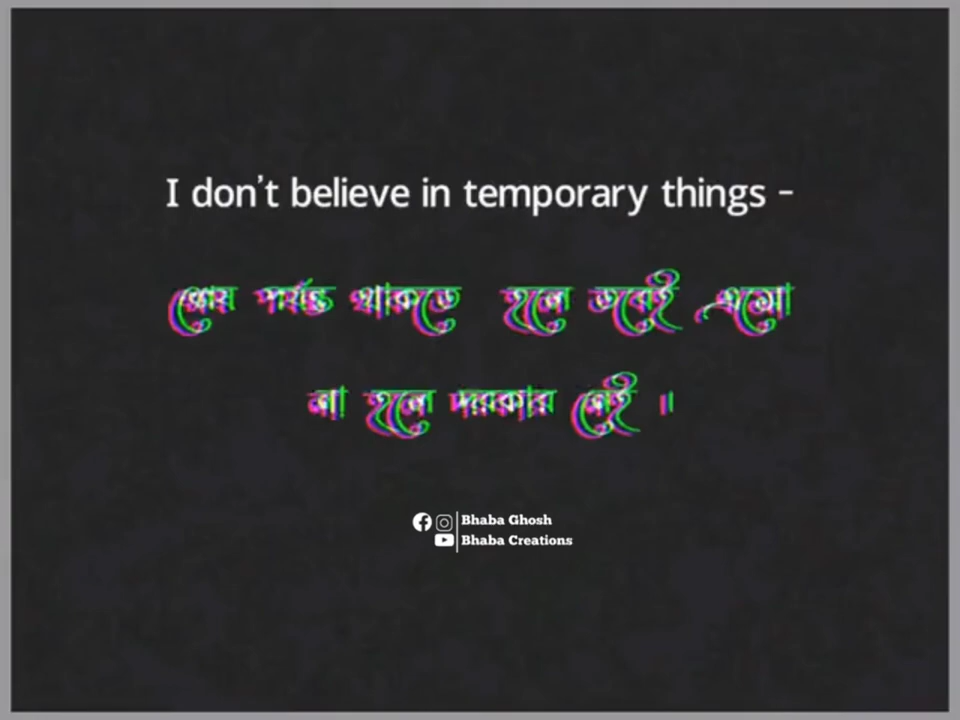 I don't believe in temporary things -
শেষ পর্যন্ত থাকতে হলে তবেই এসো
না হলে দরকার নেই ।
Bhaba Ghosh
Bhaba Creations